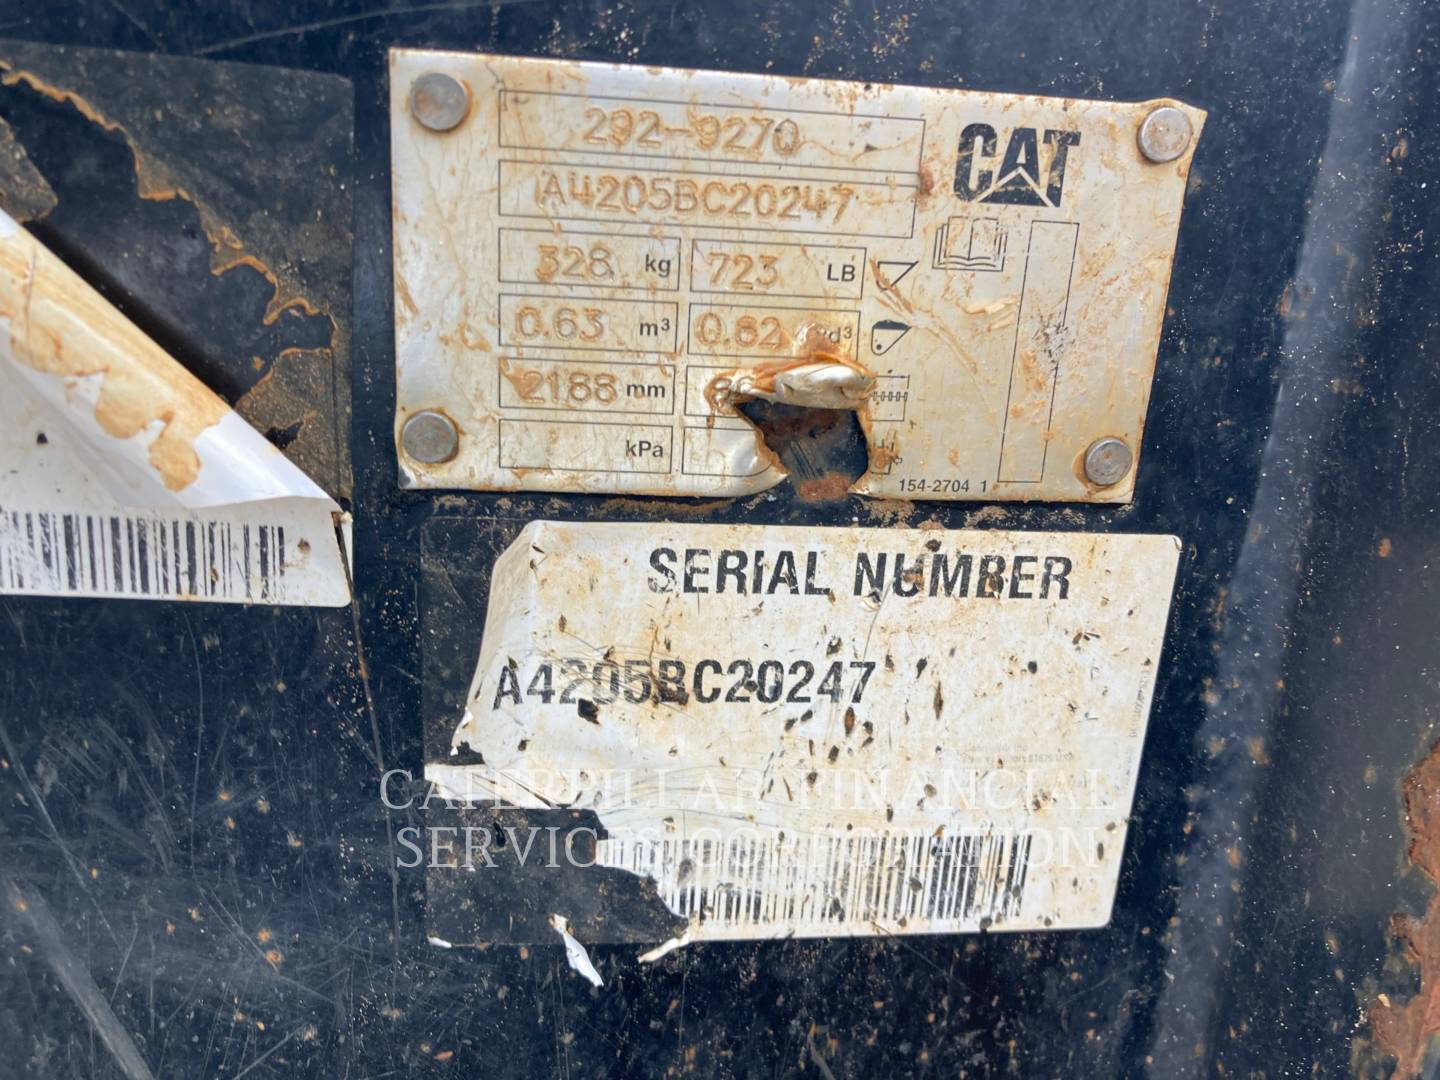 292-9270
CAT
A4205BC20247
328 kg 723 LB
0.63 m³ 0.82 yd³
2188 mm
kPa
154-2704 1
SERIAL NUMBER
A4205BC20247
CATERPILLAR FINANCIAL
SERVICES CORPORATION